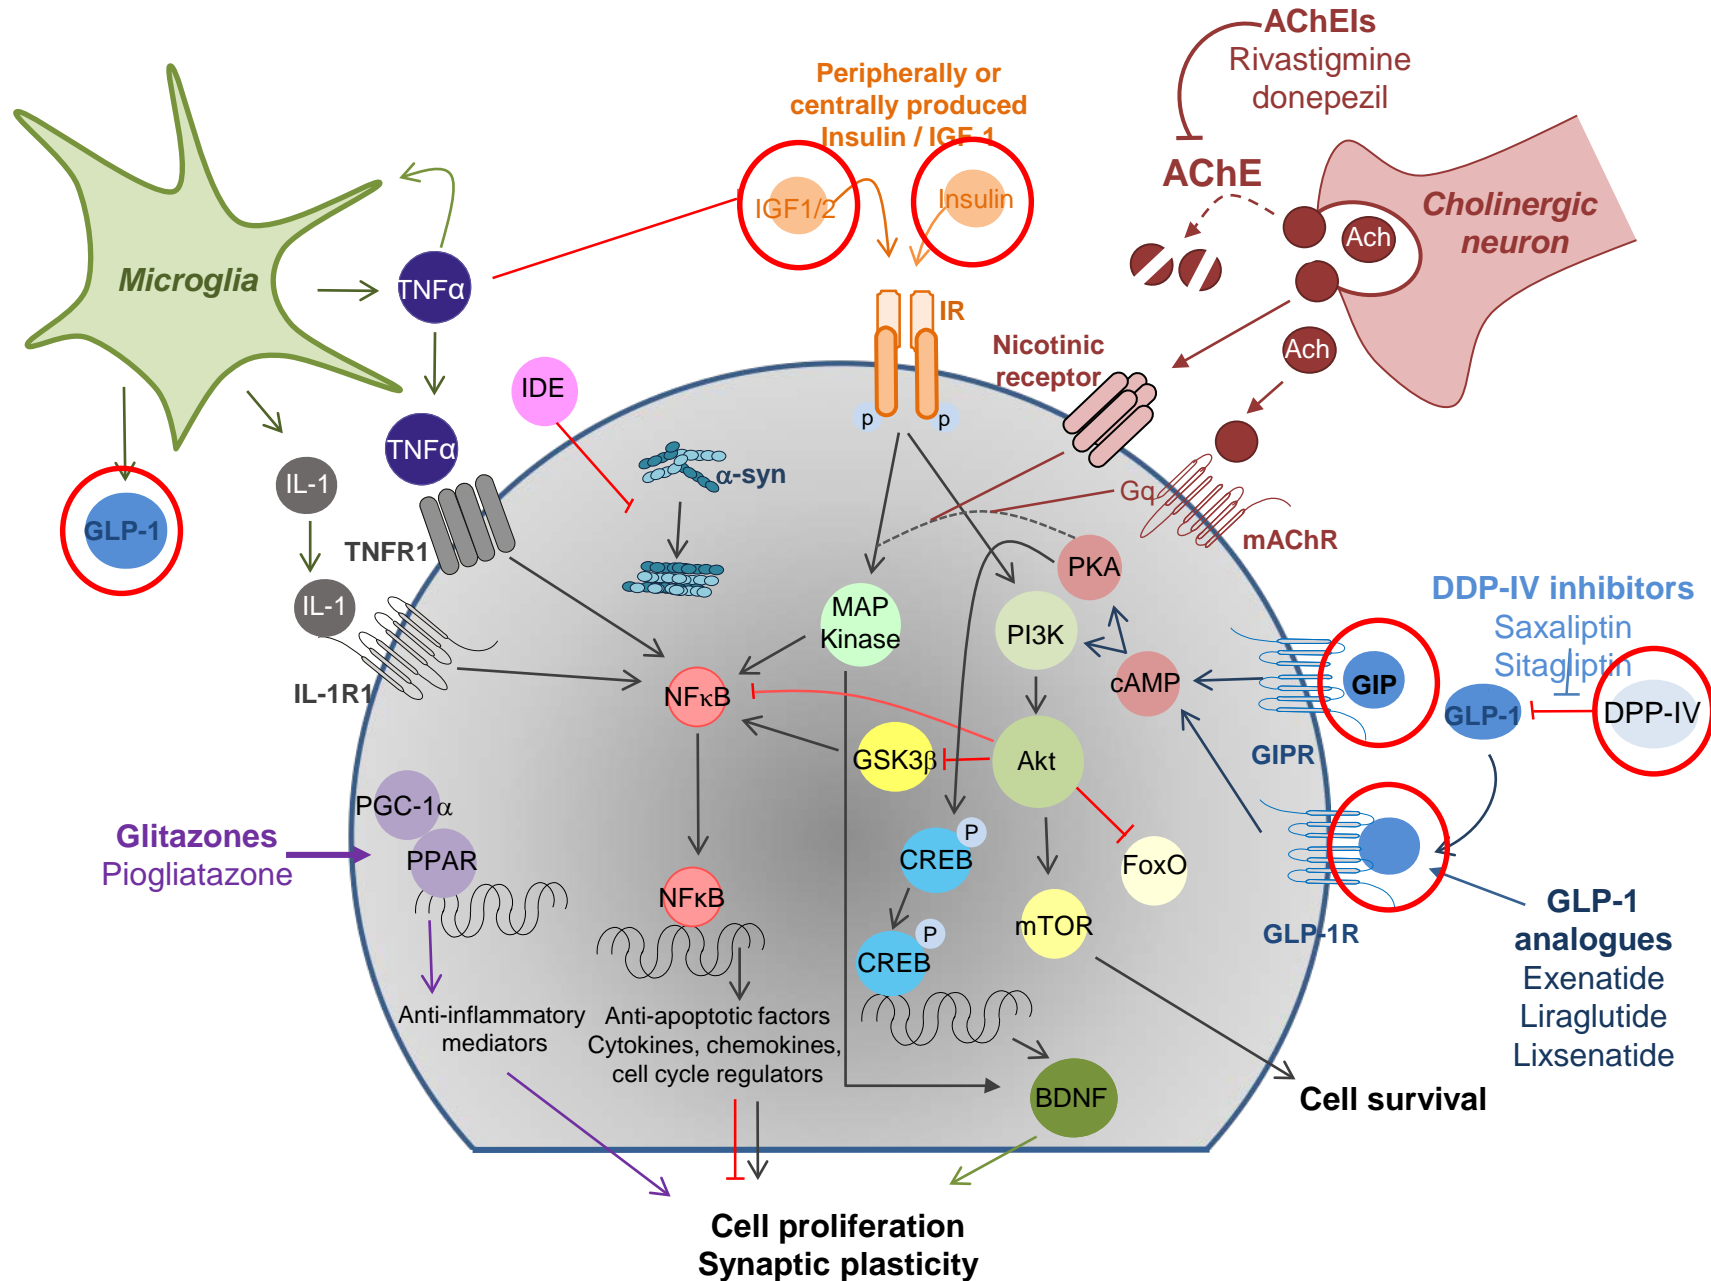 AChEIs
Rivastigmine
donepezil
Peripherally or
centrally produced
Insulin / IGF-1
AChE
Cholinergic
neuron
IGF1/2
Insulin
Ach
Microglia
TNFα
IR
Nicotinic
receptor
Ach
IDE
p
p
TNFα
α-syn
IL-1
Gq
GLP-1
TNFR1
mAChR
PKA
DDP-IV inhibitors
Saxaliptin
Sitagliptin
IL-1
MAP
Kinase
PI3K
IL-1R1
NFκB
cAMP
GIP
GLP-1
DPP-IV
GIPR
GSK3β
Akt
PGC-1α
Glitazones
Piogliatazone
PPAR
P
CREB
FoxO
NFκB
GLP-1R
GLP-1
analogues
Exenatide
Liraglutide
Lixsenatide
mTOR
P
CREB
Anti-inflammatory
mediators
Anti-apoptotic factors
Cytokines, chemokines,
cell cycle regulators
BDNF
Cell survival
Cell proliferation
Synaptic plasticity